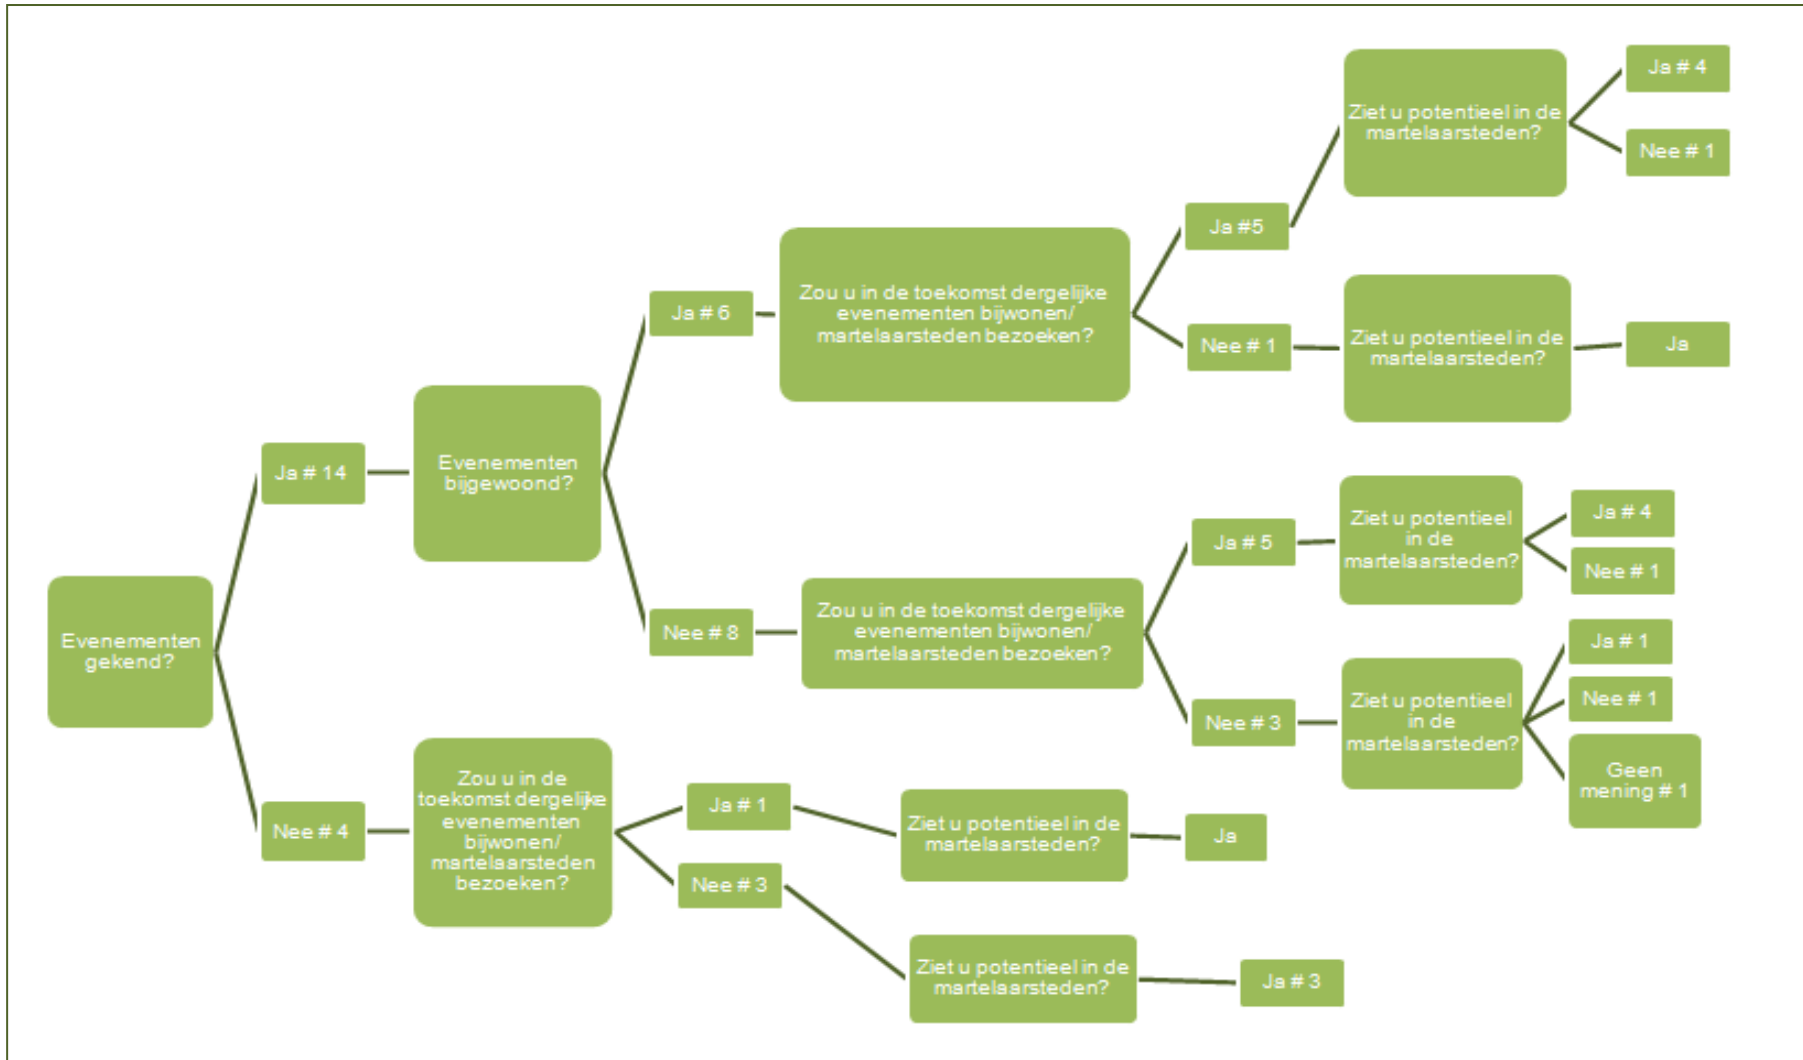 Evenementen
gekend?
Ja # 14
Evenementen
bijgewoond?
Ja # 6
Zou u in de toekomst dergelijke
evenementen bijwonen/
martelaarsteden bezoeken?
Ja #5
Ziet u potentieel in de
martelaarsteden?
Ja # 4
Nee # 1
Nee # 1
Ziet u potentieel in de
martelaarsteden?
Ja
Nee # 8
Zou u in de toekomst dergelijke
evenementen bijwonen/
martelaarsteden bezoeken?
Ja # 5
Ziet u potentieel
in de
martelaarsteden?
Ja # 4
Nee # 1
Nee # 3
Ziet u potentieel
in de
martelaarsteden?
Ja # 1
Nee # 1
Geen
mening # 1
Nee # 4
Zou u in de
toekomst dergelijke
evenementen
bijwonen/
martelaarsteden
bezoeken?
Ja # 1
Ziet u potentieel in de
martelaarsteden?
Ja
Nee # 3
Ziet u potentieel in de
martelaarsteden?
Ja # 3